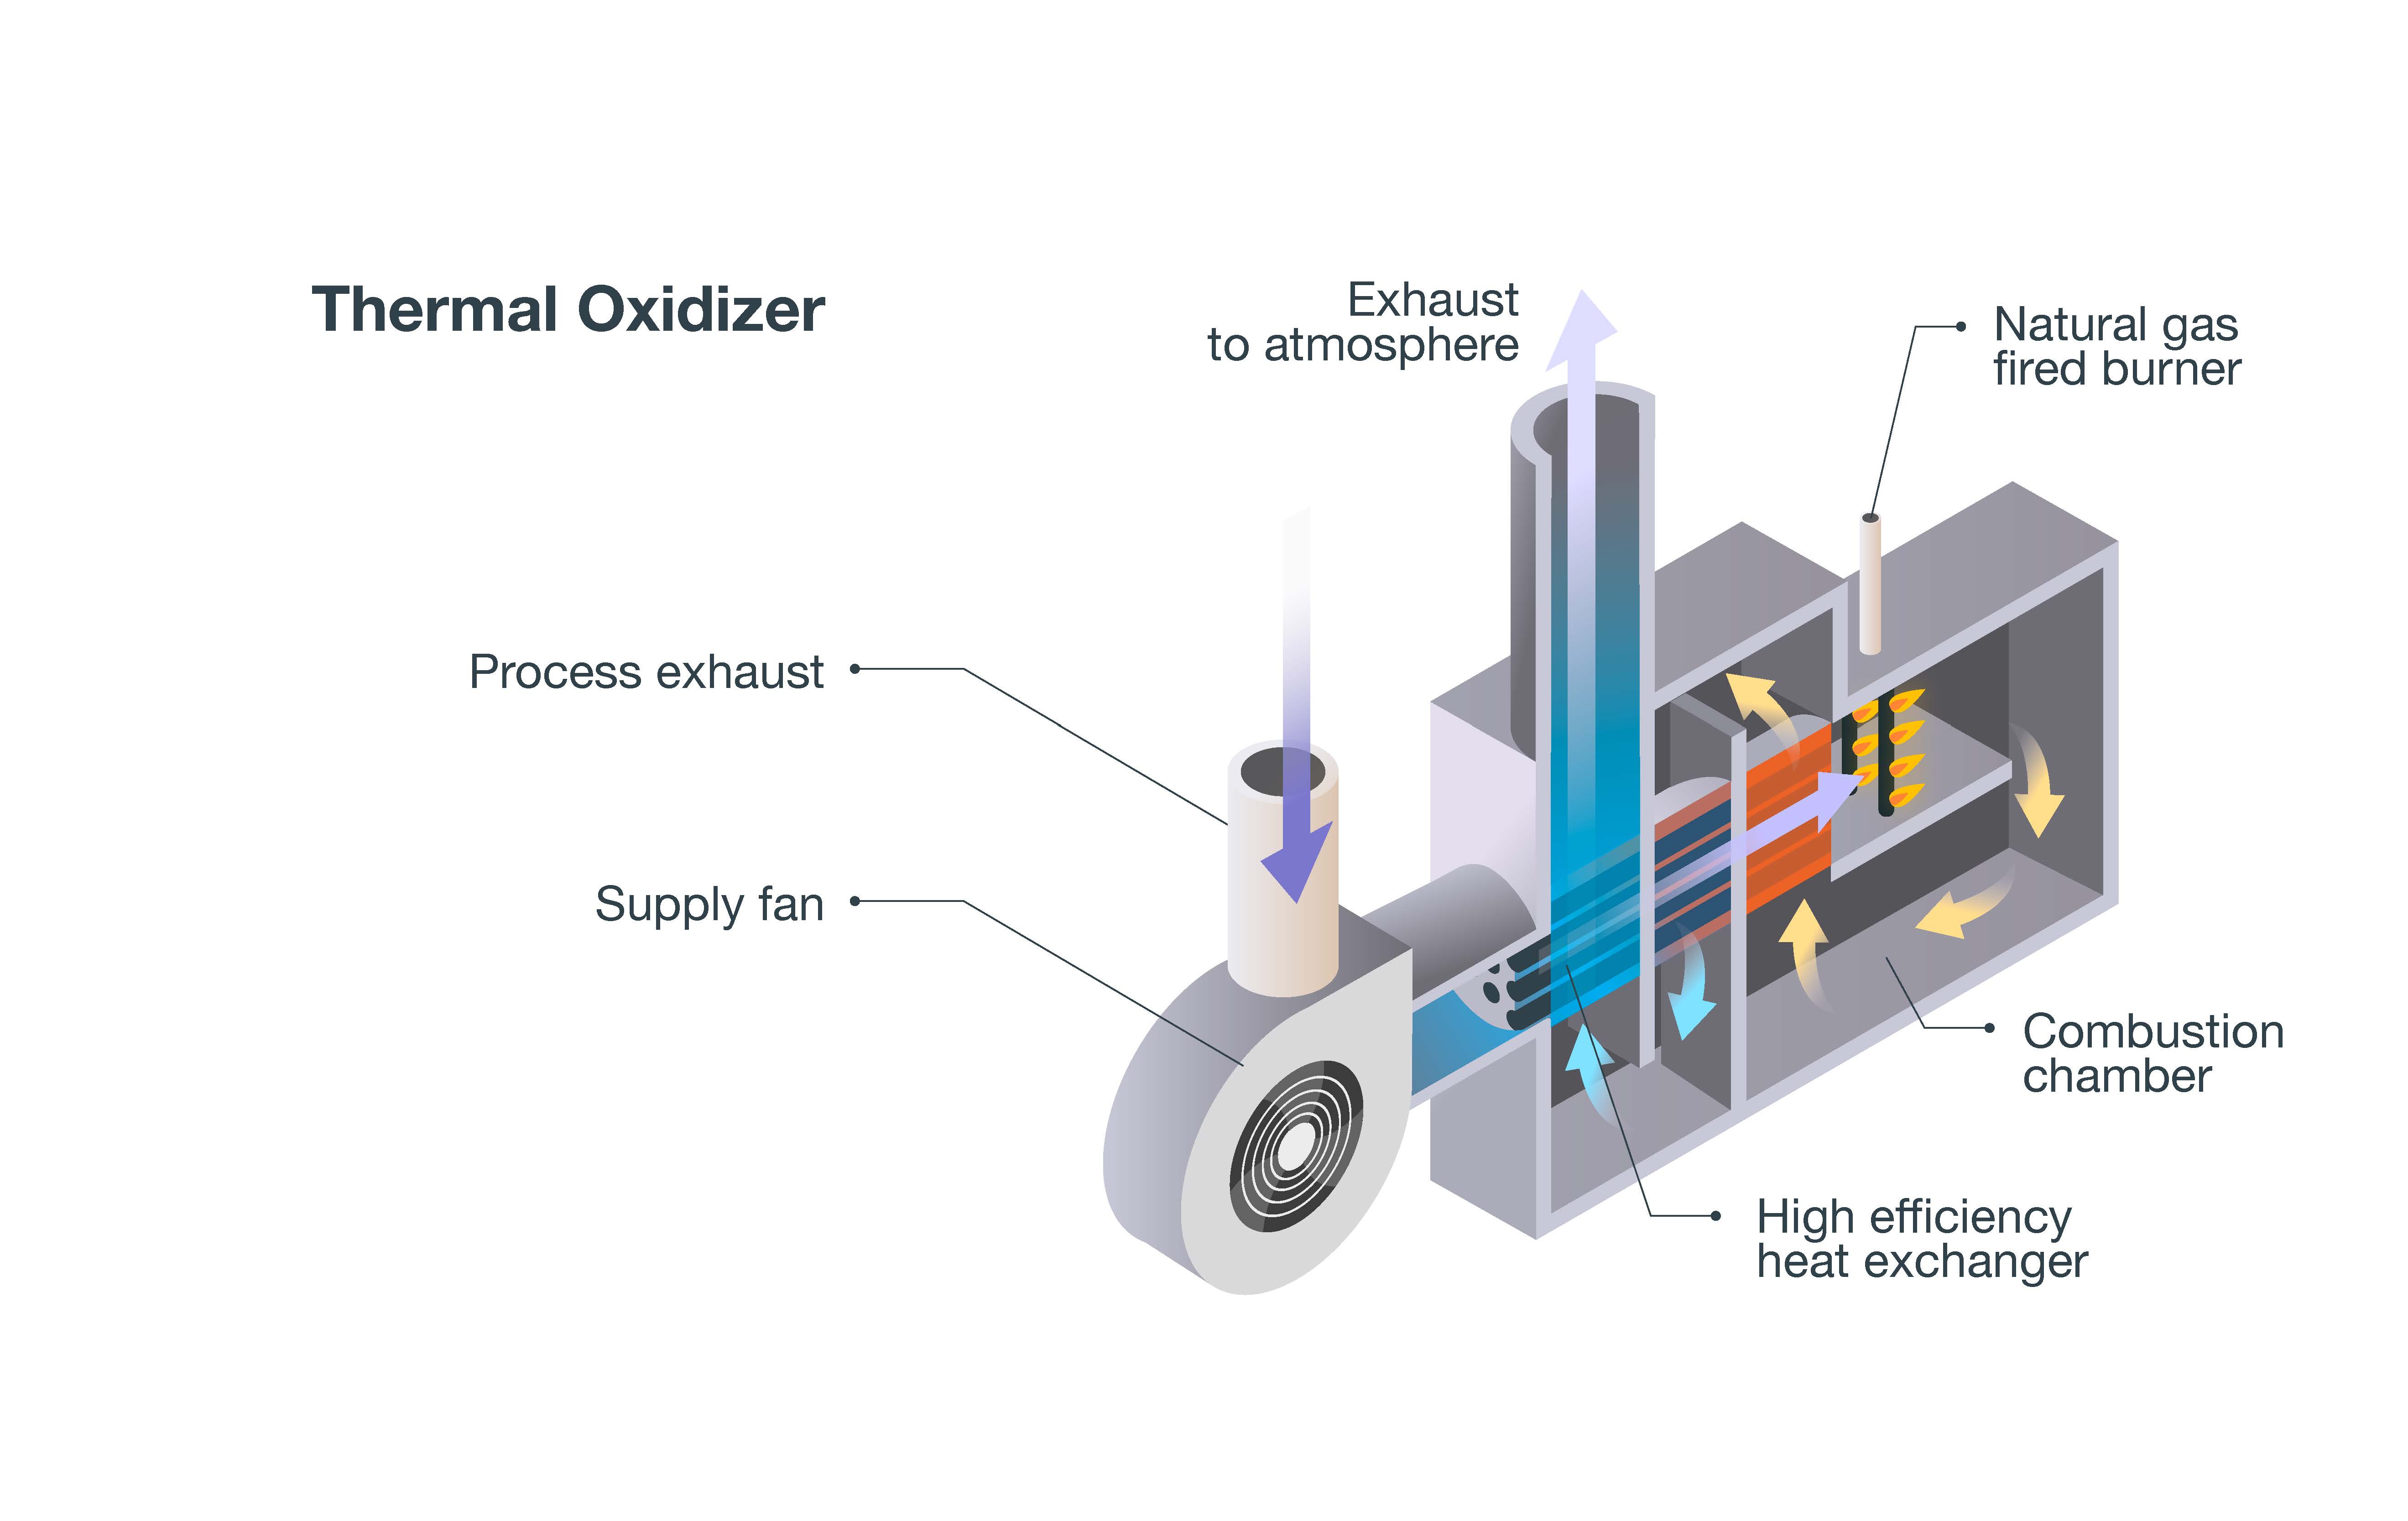 Thermal Oxidizer
Exhaust
to atmosphere
Natural gas
fired burner
Process exhaust
Supply fan
Combustion
chamber
High efficiency
heat exchanger